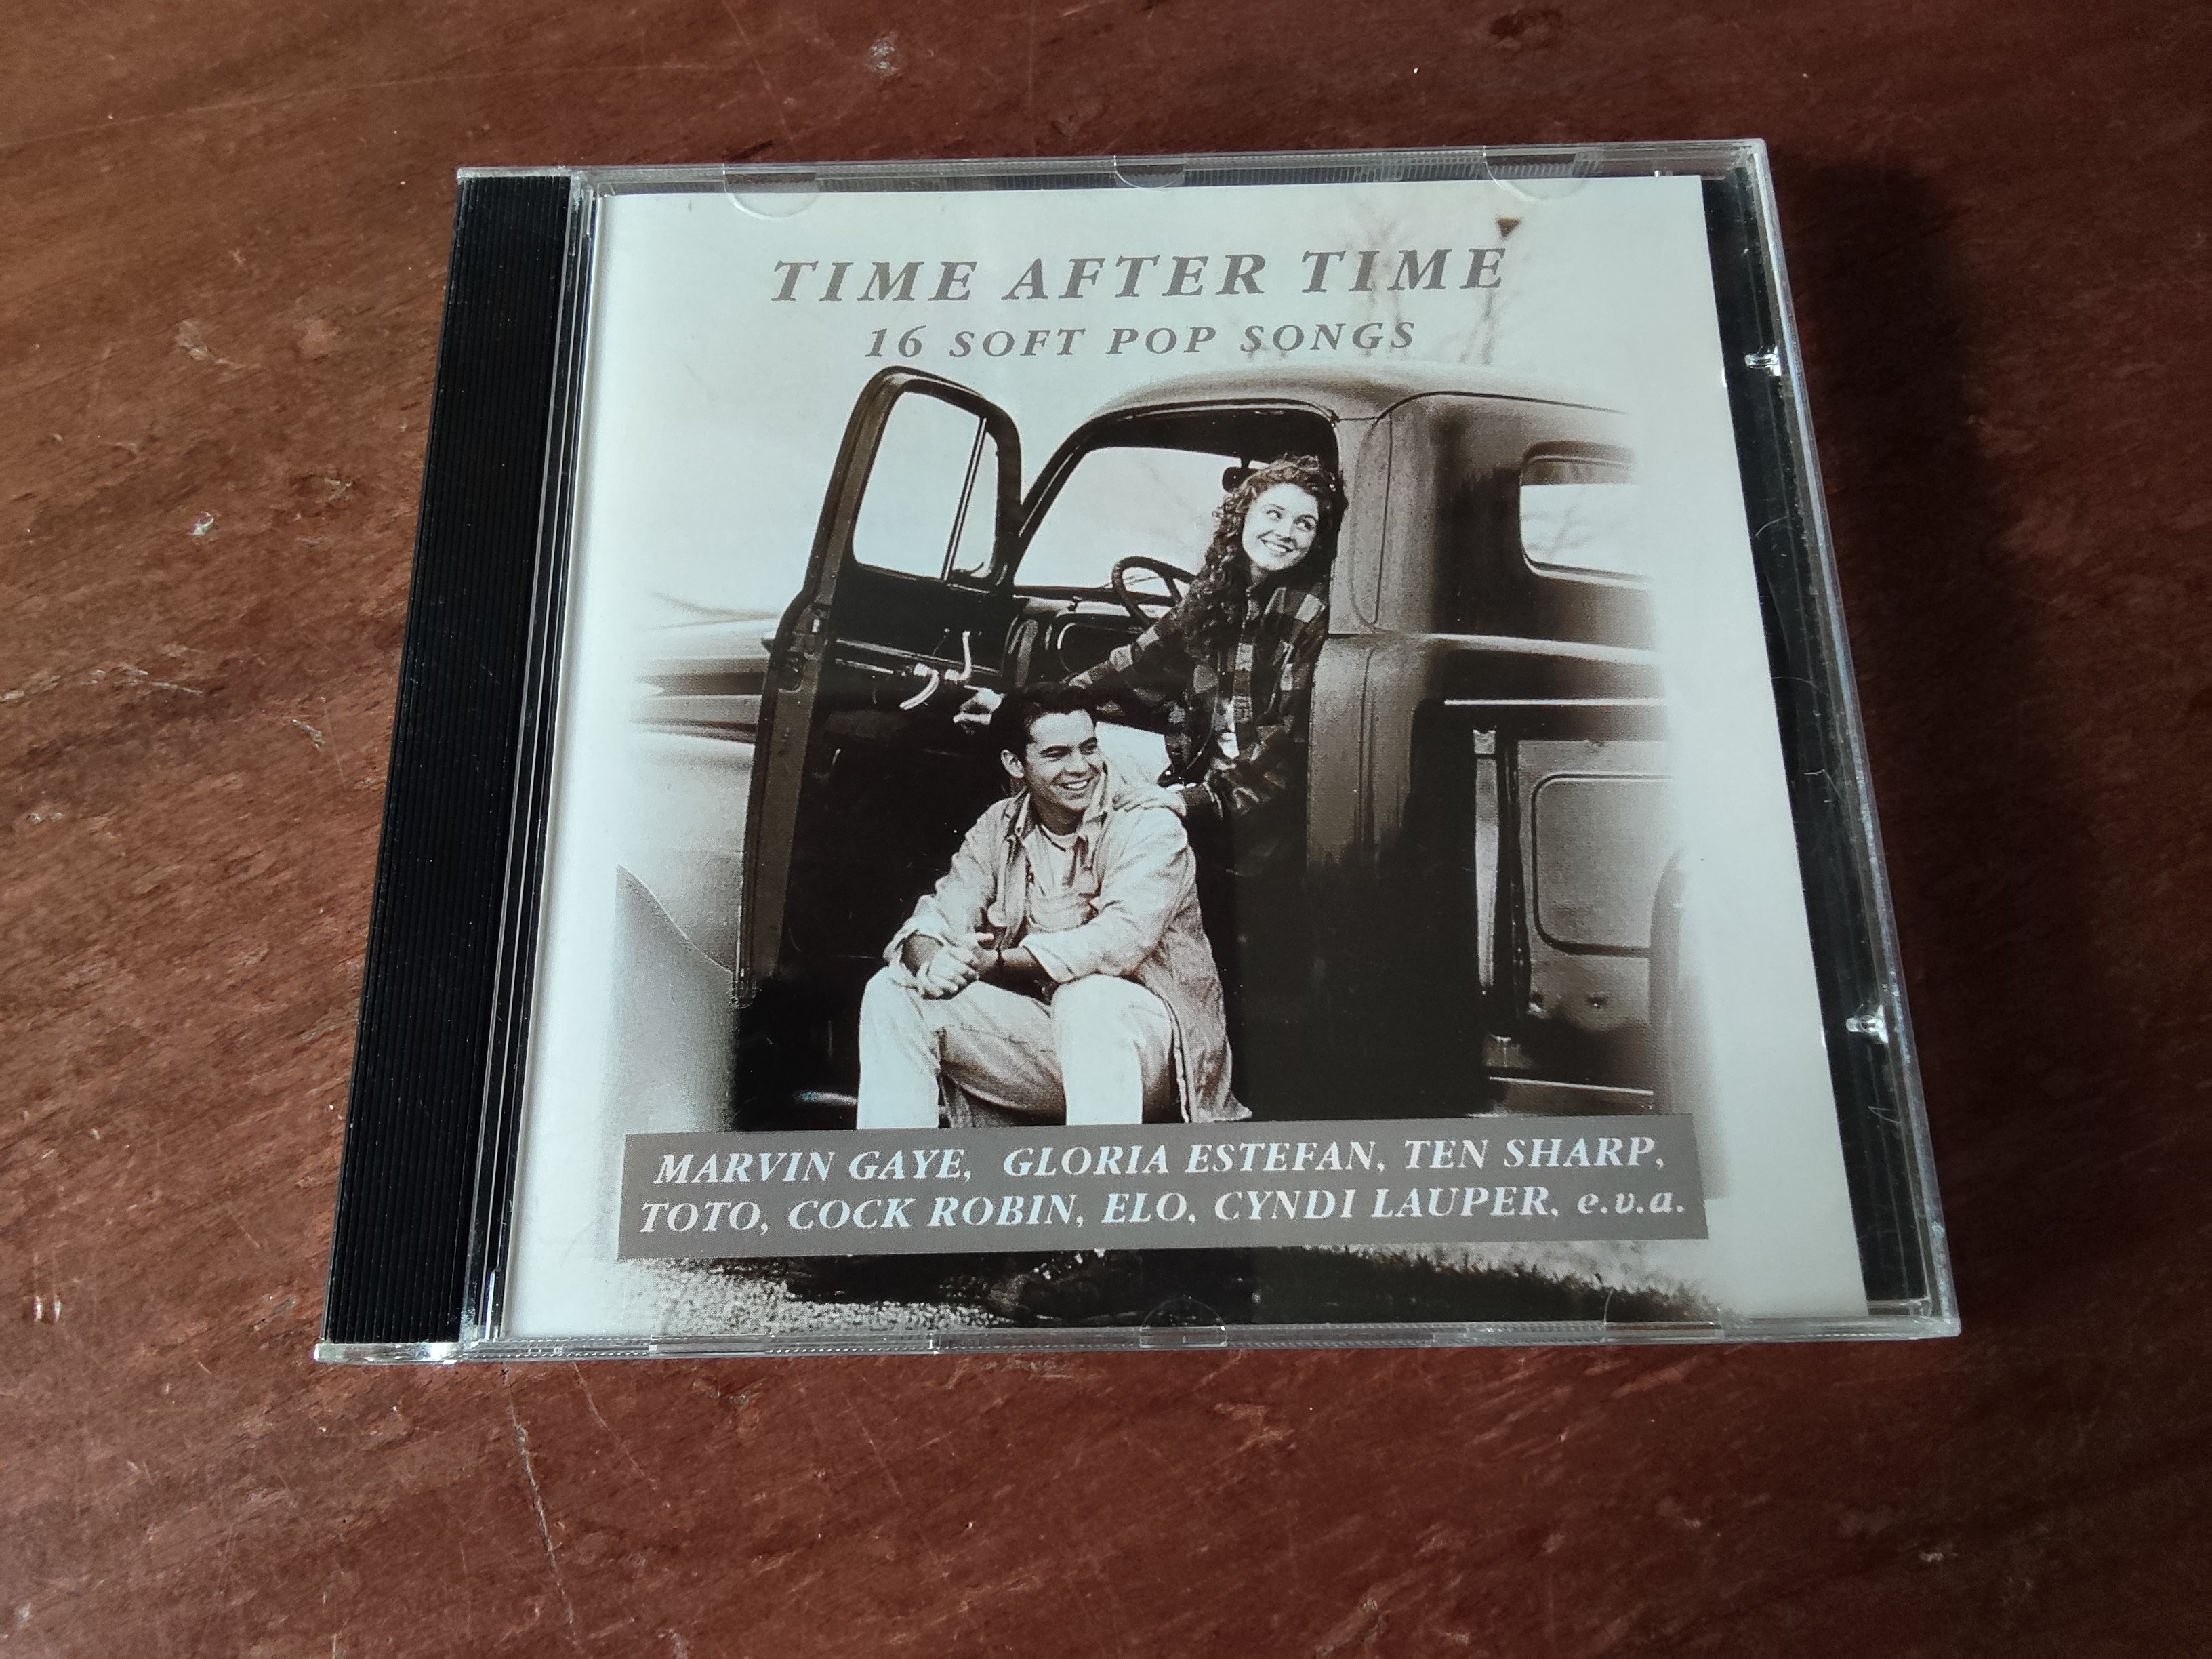 TIME AFTER TIME
16 SOFT POP SONGS
MARVIN GAYE, GLORIA ESTEFAN, TEN SHARP,
TOTO, COCK ROBIN, ELO, CYNDI LAUPER, e.v.a.